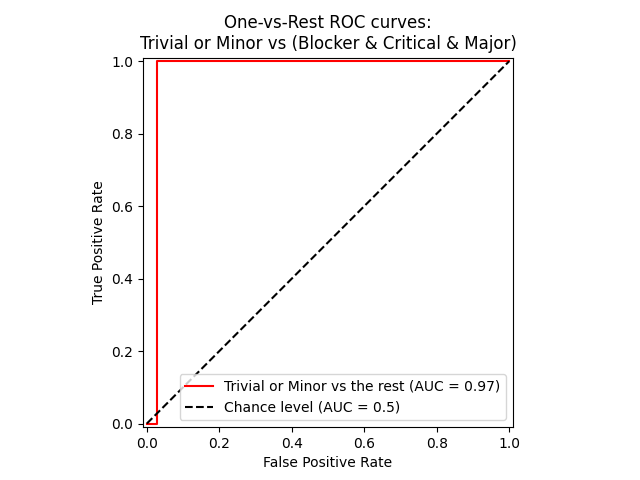 One-vs-Rest ROC curves:
Trivial or Minor vs (Blocker & Critical & Major)
True Positive Rate
1.0
0.8
0.6
0.4
0.2
0.0
Trivial or Minor vs the rest (AUC = 0.97)
Chance level (AUC = 0.5)
0.0 0.2 0.4 0.6 0.8 1.0
False Positive Rate